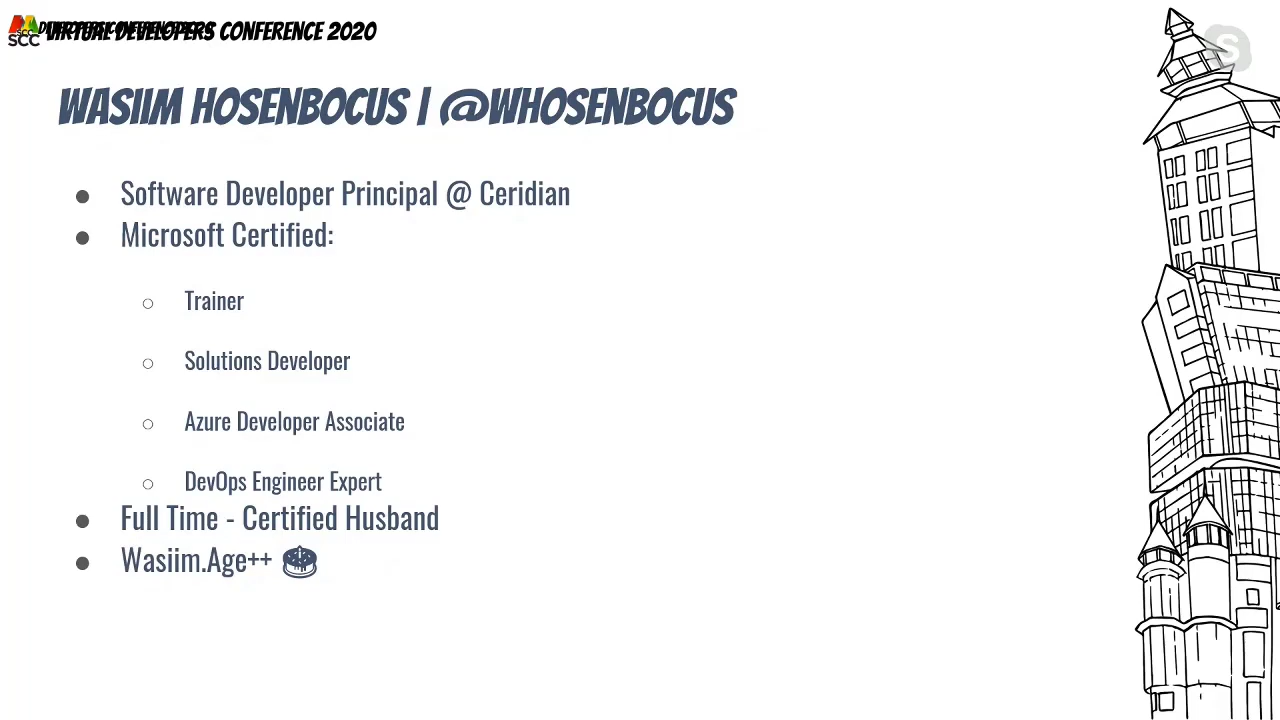 SCC
VIRTUAL DEVELOPERS CONFERENCE 2020
WASIIM HOSENBOCUS | @WHOSENBOCUS
● Software Developer Principal @ Ceridian
● Microsoft Certified:
○ Trainer
○ Solutions Developer
○ Azure Developer Associate
○ DevOps Engineer Expert
● Full Time - Certified Husband
● Wasiim.Age++